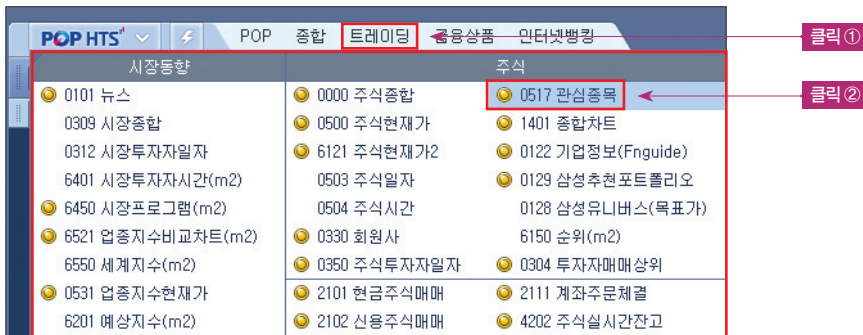 POP HTS POP 종합 트레이딩 금융상품 인터넷뱅킹 클릭①
시장동향 주식
0101 뉴스 0000 주식종합 0517 관심종목 클릭②
0309 시장종합 0500 주식현재가 1401 종합차트
0312 시장투자자일자 6121 주식현재가2 0122 기업정보(Fnguide)
6401 시장투자자시간(m2) 0503 주식일자 0129 삼성추천포트폴리오
6450 시장프로그램(m2) 0504 주식시간 0128 삼성유니버스(목표가)
6521 업종지수비교차트(m2) 0330 회원사 6150 순위(m2)
6550 세계지수(m2) 0350 주식투자자일자 0304 투자자매매상위
0531 업종지수현재가 2101 현금주식매매 2111 계좌주문체결
6201 예상지수(m2) 2102 신용주식매매 4202 주식실시간잔고